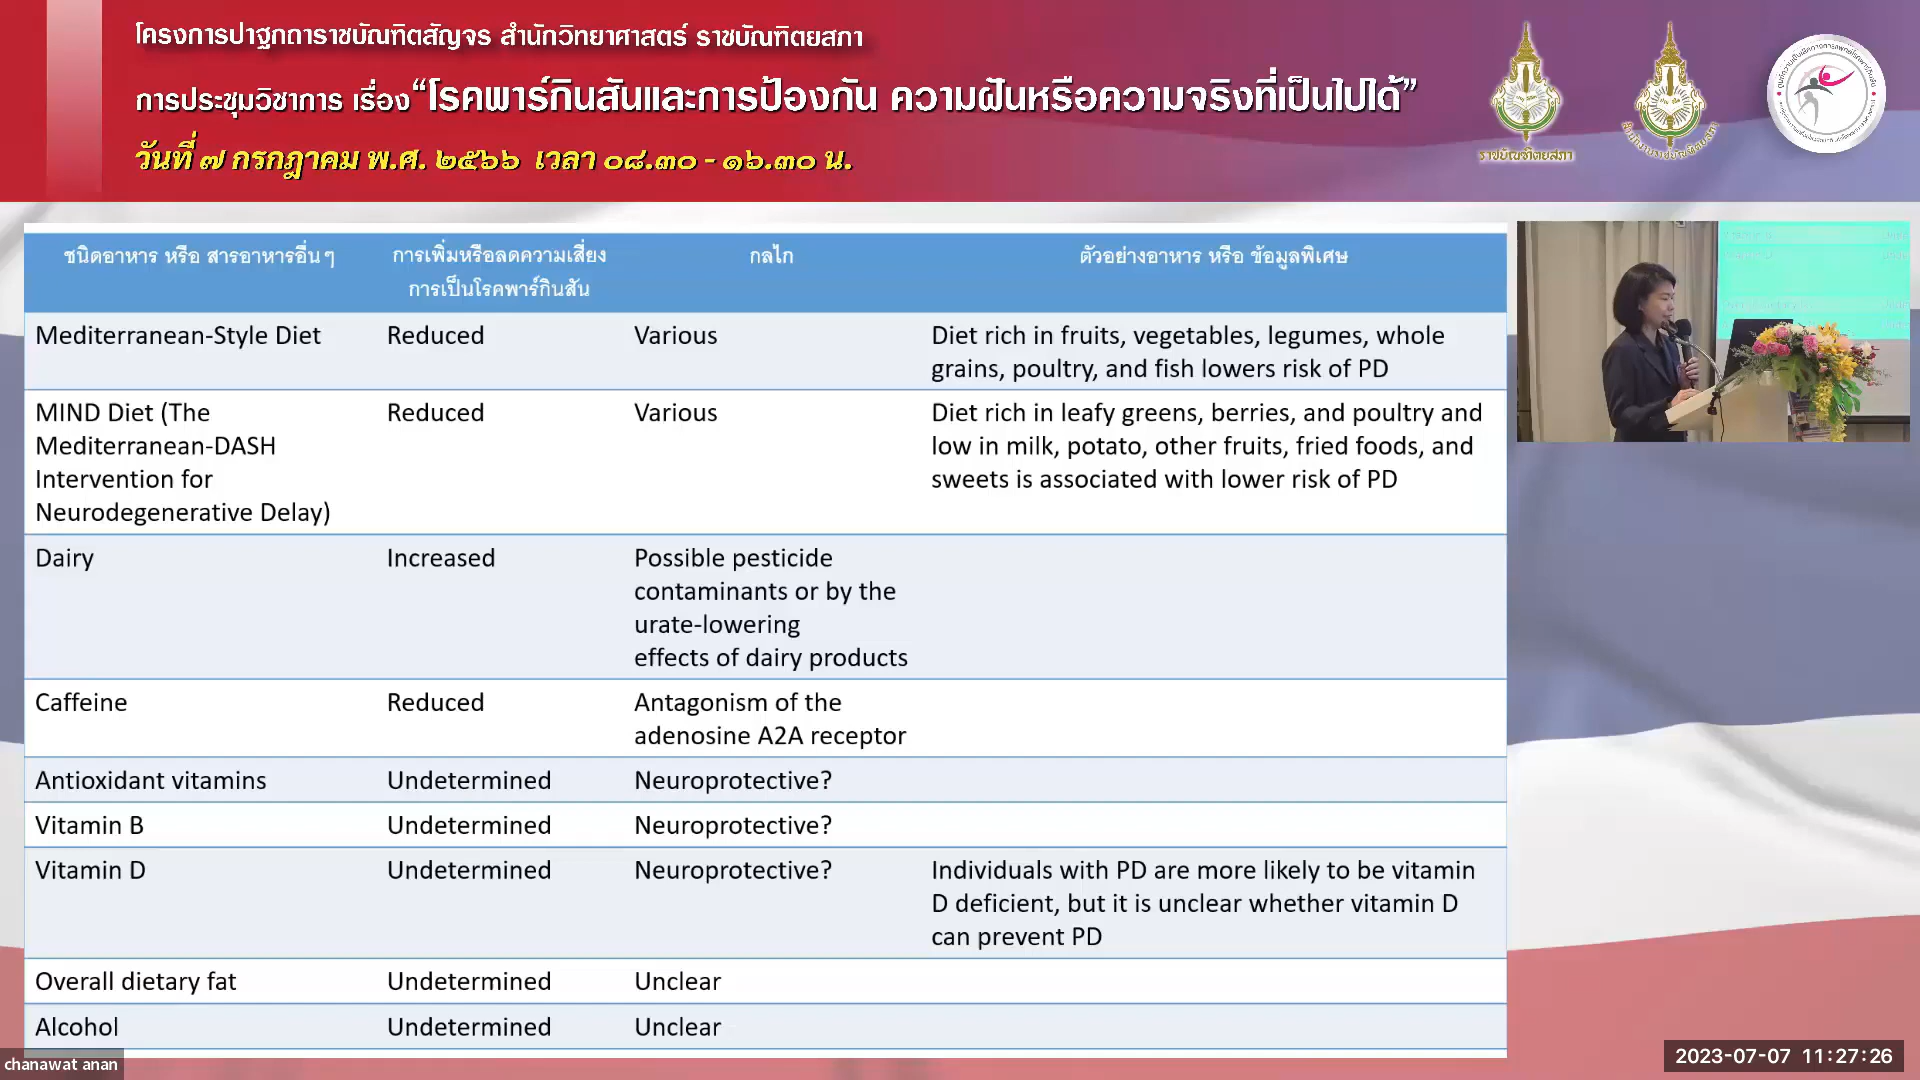 โครงการปาฐกถาราชบัณฑิตสัญจร สำนักวิทยาศาสตร์ ราชบัณฑิตยสภา
การประชุมวิชาการ เรื่อง “โรคพาร์กินสันและการป้องกัน ความฝันหรือความจริงที่เป็นไปได้”
วันที่ ๗ กรกฎาคม พ.ศ. ๒๕๖๖ เวลา ๐๘.๓๐ - ๑๖.๓๐ น.
ราชบัณฑิตยสภา
ชนิดอาหาร หรือ สารอาหารอื่นๆ
การเพิ่มหรือลดความเสี่ยง
การเป็นโรคพาร์กินสัน
กลไก
ตัวอย่างอาหาร หรือ ข้อมูลพิเศษ
Mediterranean-Style Diet
Reduced
Various
Diet rich in fruits, vegetables, legumes, whole
grains, poultry, and fish lowers risk of PD
MIND Diet (The
Mediterranean-DASH
Intervention for
Neurodegenerative Delay)
Reduced
Various
Diet rich in leafy greens, berries, and poultry and
low in milk, potato, other fruits, fried foods, and
sweets is associated with lower risk of PD
Dairy
Increased
Possible pesticide
contaminants or by the
urate-lowering
effects of dairy products
Caffeine
Reduced
Antagonism of the
adenosine A2A receptor
Antioxidant vitamins
Undetermined
Neuroprotective?
Vitamin B
Undetermined
Neuroprotective?
Vitamin D
Undetermined
Neuroprotective?
Individuals with PD are more likely to be vitamin
D deficient, but it is unclear whether vitamin D
can prevent PD
Overall dietary fat
Undetermined
Unclear
Alcohol
Undetermined
Unclear
chanawat anan
2023-07-07 11:27:26